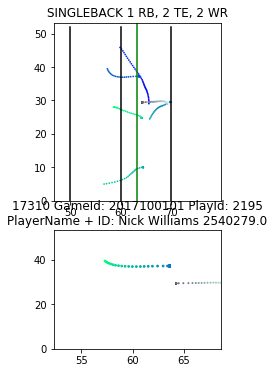 SINGLEBACK 1 RB, 2 TE, 2 WR
50
40
30
20
10
0
50 60 70
17310 GameId: 2017100101 PlayId: 2195
PlayerName + ID: Nick Williams 2540279.0
40
20
0
55 60 65